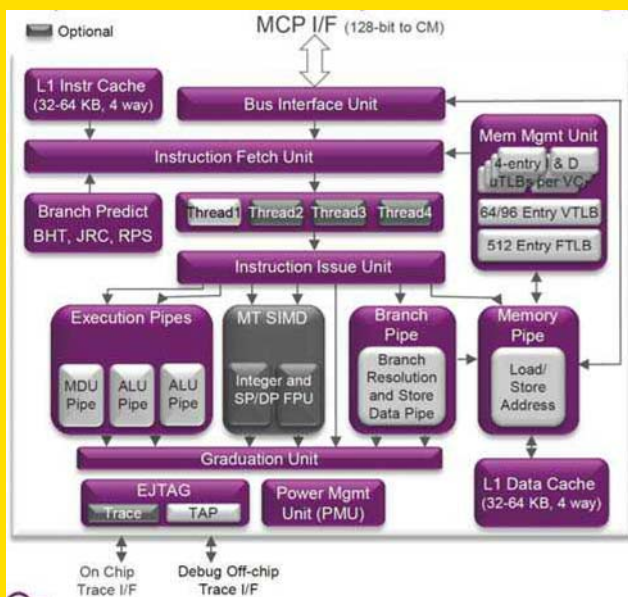 Optional
MCP I/F (128-bit to CM)
L1 Instr Cache
(32-64 KB, 4 way)
Bus Interface Unit
Mem Mgmt Unit
4-entry I & D
uTLBs per VC
64/96 Entry VTLB
512 Entry FTLB
Instruction Fetch Unit
Branch Predict
BHT, JRC, RPS
Thread1 Thread2 Thread3 Thread4
Instruction Issue Unit
Execution Pipes
MDU
Pipe
ALU
Pipe
ALU
Pipe
MT SIMD
Integer and
SP/DP FPU
Branch
Pipe
Branch
Resolution
and Store
Data Pipe
Memory
Pipe
Load/
Store
Address
Graduation Unit
EJTAG
Trace TAP
Power Mgmt
Unit (PMU)
L1 Data Cache
(32-64 KB, 4 way)
On Chip
Trace I/F
Debug Off-chip
Trace I/F